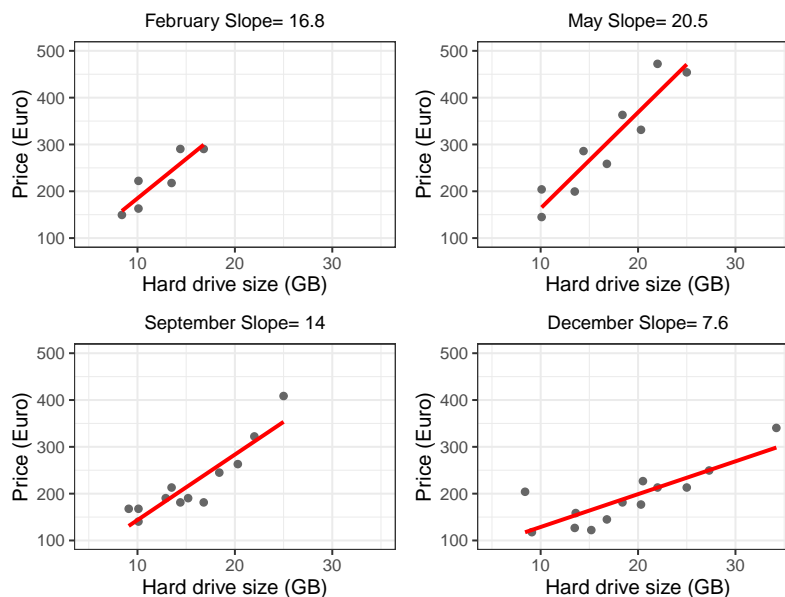 February Slope= 16.8
500
400
300
200
100
Price (Euro)
10 20 30
Hard drive size (GB)
May Slope= 20.5
500
400
300
200
100
Price (Euro)
10 20 30
Hard drive size (GB)
September Slope= 14
500
400
300
200
100
Price (Euro)
10 20 30
Hard drive size (GB)
December Slope= 7.6
500
400
300
200
100
Price (Euro)
10 20 30
Hard drive size (GB)